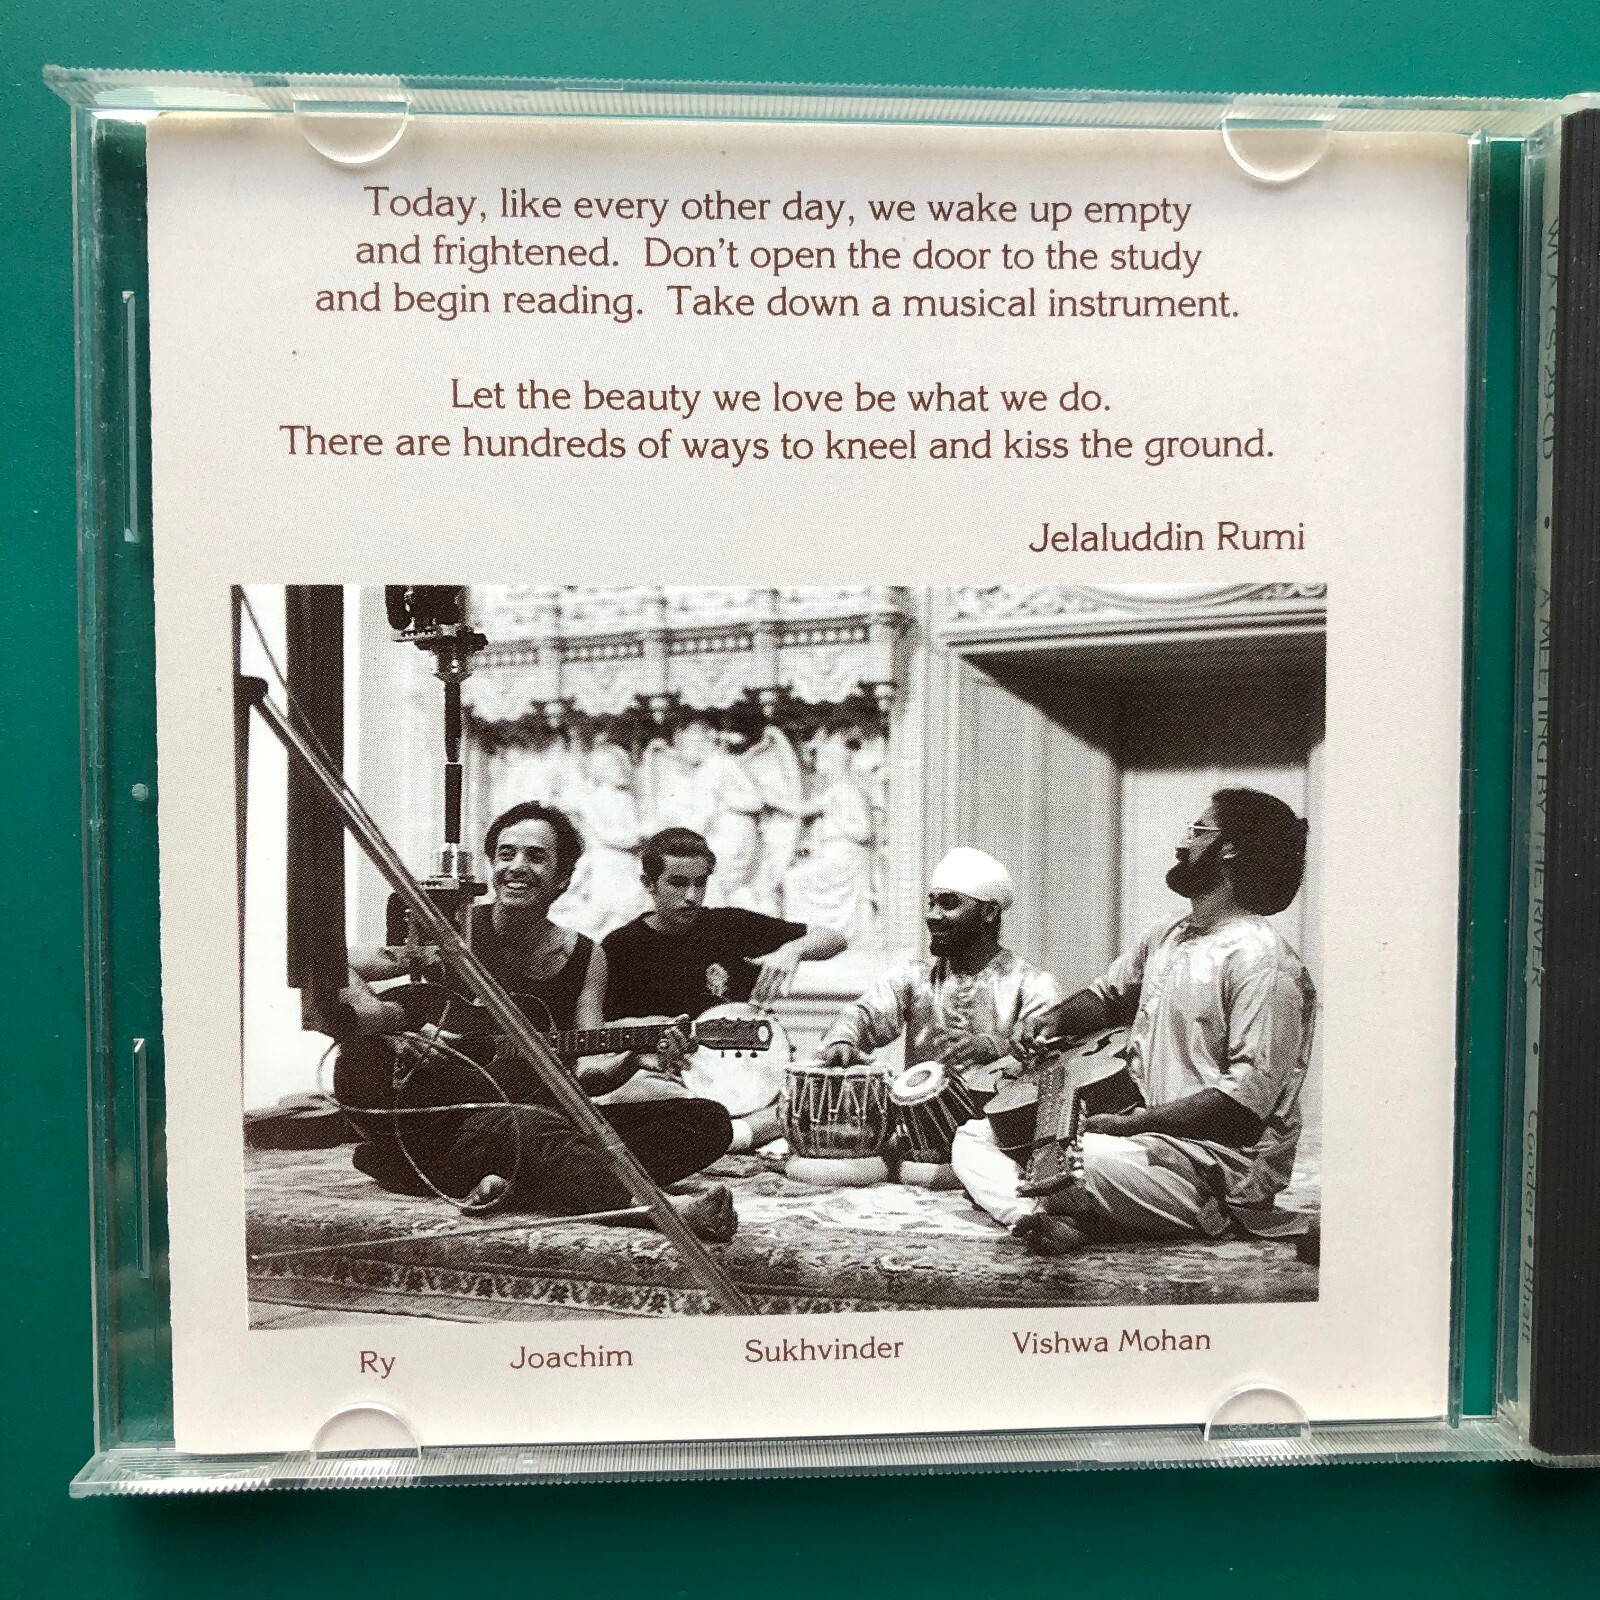 Today, like every other day, we wake up empty
and frightened. Don't open the door to the study
and begin reading. Take down a musical instrument.
Let the beauty we love be what we do.
There are hundreds of ways to kneel and kiss the ground.
Jelaluddin Rumi
Ry Joachim Sukhvinder Vishwa Mohan
A MEETING BY THE RIVER • Cooder • Bhatt